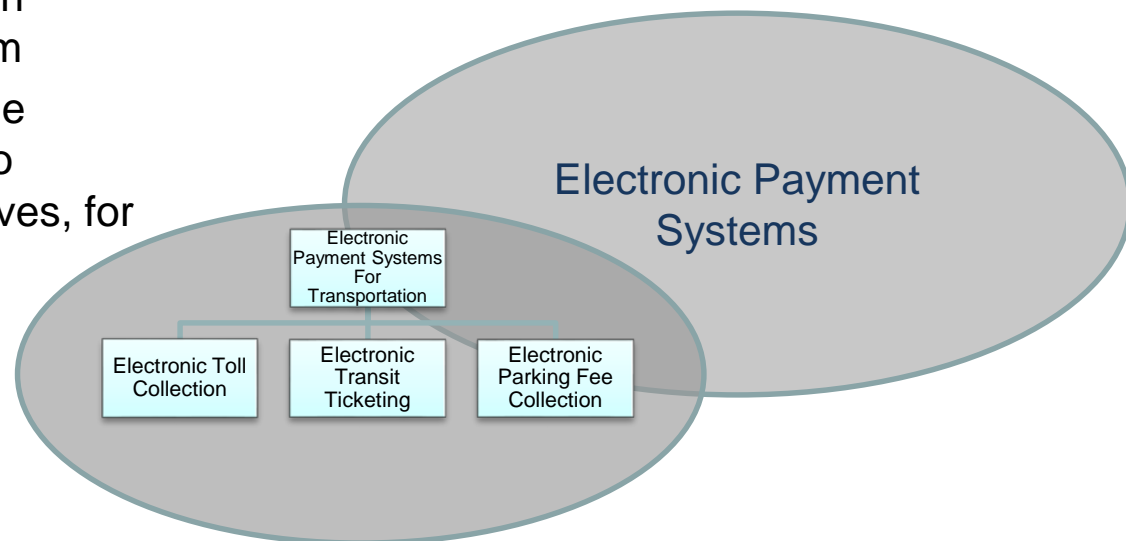 n
m
e
o
ves, for
Electronic Payment
Systems
Electronic
Payment Systems
For
Transportation
Electronic Toll
Collection
Electronic
Transit
Ticketing
Electronic
Parking Fee
Collection